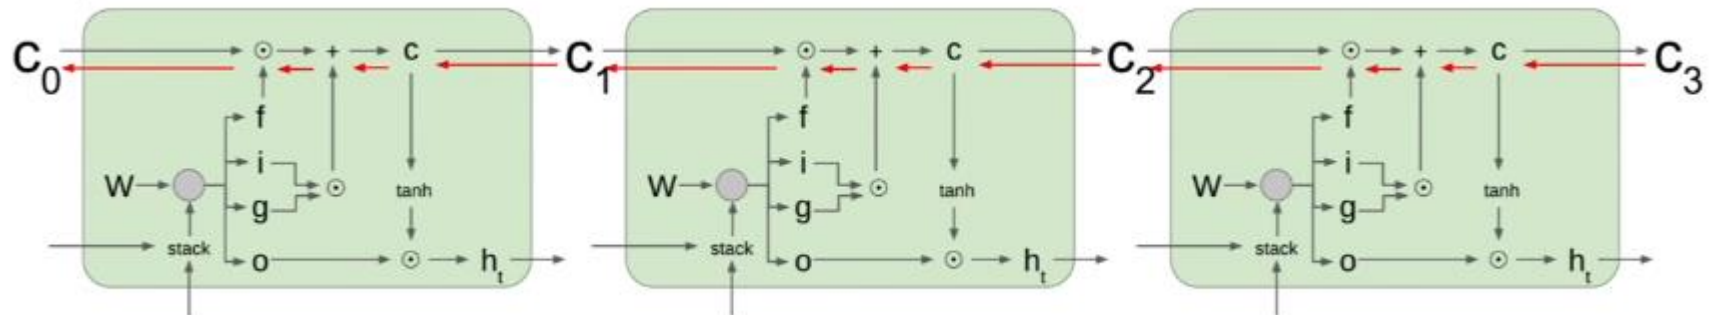 C₀ ⊙ + c C₁ ⊙ + c C₂ ⊙ + c C₃
f f f
i i i
W ⊙ tanh W ⊙ tanh W ⊙ tanh
g g g
stack stack stack
o ⊙ hₜ o ⊙ hₜ o ⊙ hₜ